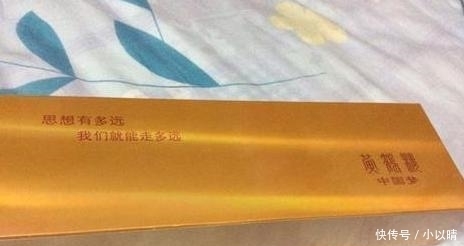 思想有多远
我们就能走多远
黄鹤楼
中国梦
快传号 / 小以晴